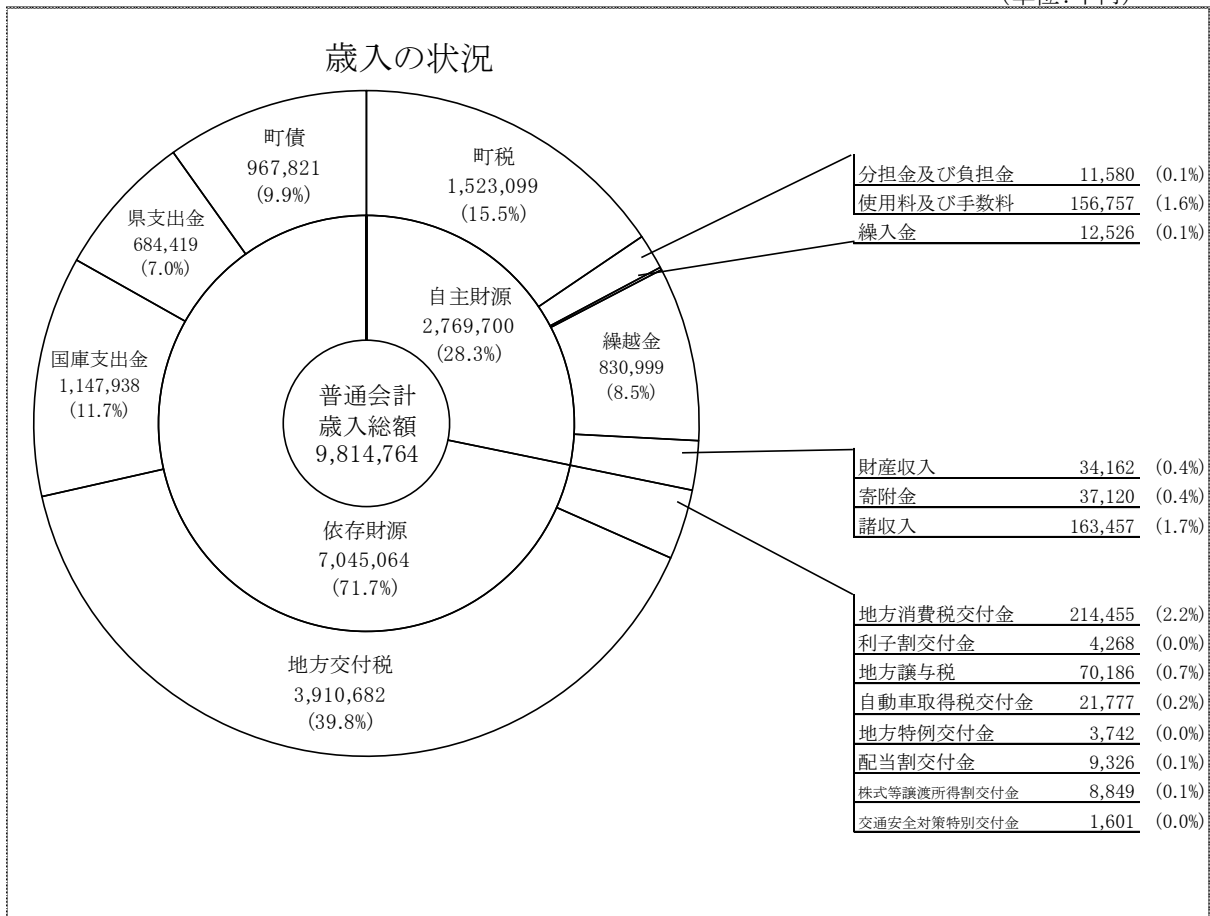 (単位:千円)
歳入の状況
町債
967,821
(9.9%)
町税
1,523,099
(15.5%)
県支出金
684,419
(7.0%)
国庫支出金
1,147,938
(11.7%)
自主財源
2,769,700
(28.3%)
繰越金
830,999
(8.5%)
普通会計
歳入総額
9,814,764
依存財源
7,045,064
(71.7%)
地方交付税
3,910,682
(39.8%)
分担金及び負担金 11,580 (0.1%)
使用料及び手数料 156,757 (1.6%)
繰入金 12,526 (0.1%)
財産収入 34,162 (0.4%)
寄附金 37,120 (0.4%)
諸収入 163,457 (1.7%)
地方消費税交付金 214,455 (2.2%)
利子割交付金 4,268 (0.0%)
地方譲与税 70,186 (0.7%)
自動車取得税交付金 21,777 (0.2%)
地方特例交付金 3,742 (0.0%)
配当割交付金 9,326 (0.1%)
株式等譲渡所得割交付金 8,849 (0.1%)
交通安全対策特別交付金 1,601 (0.0%)